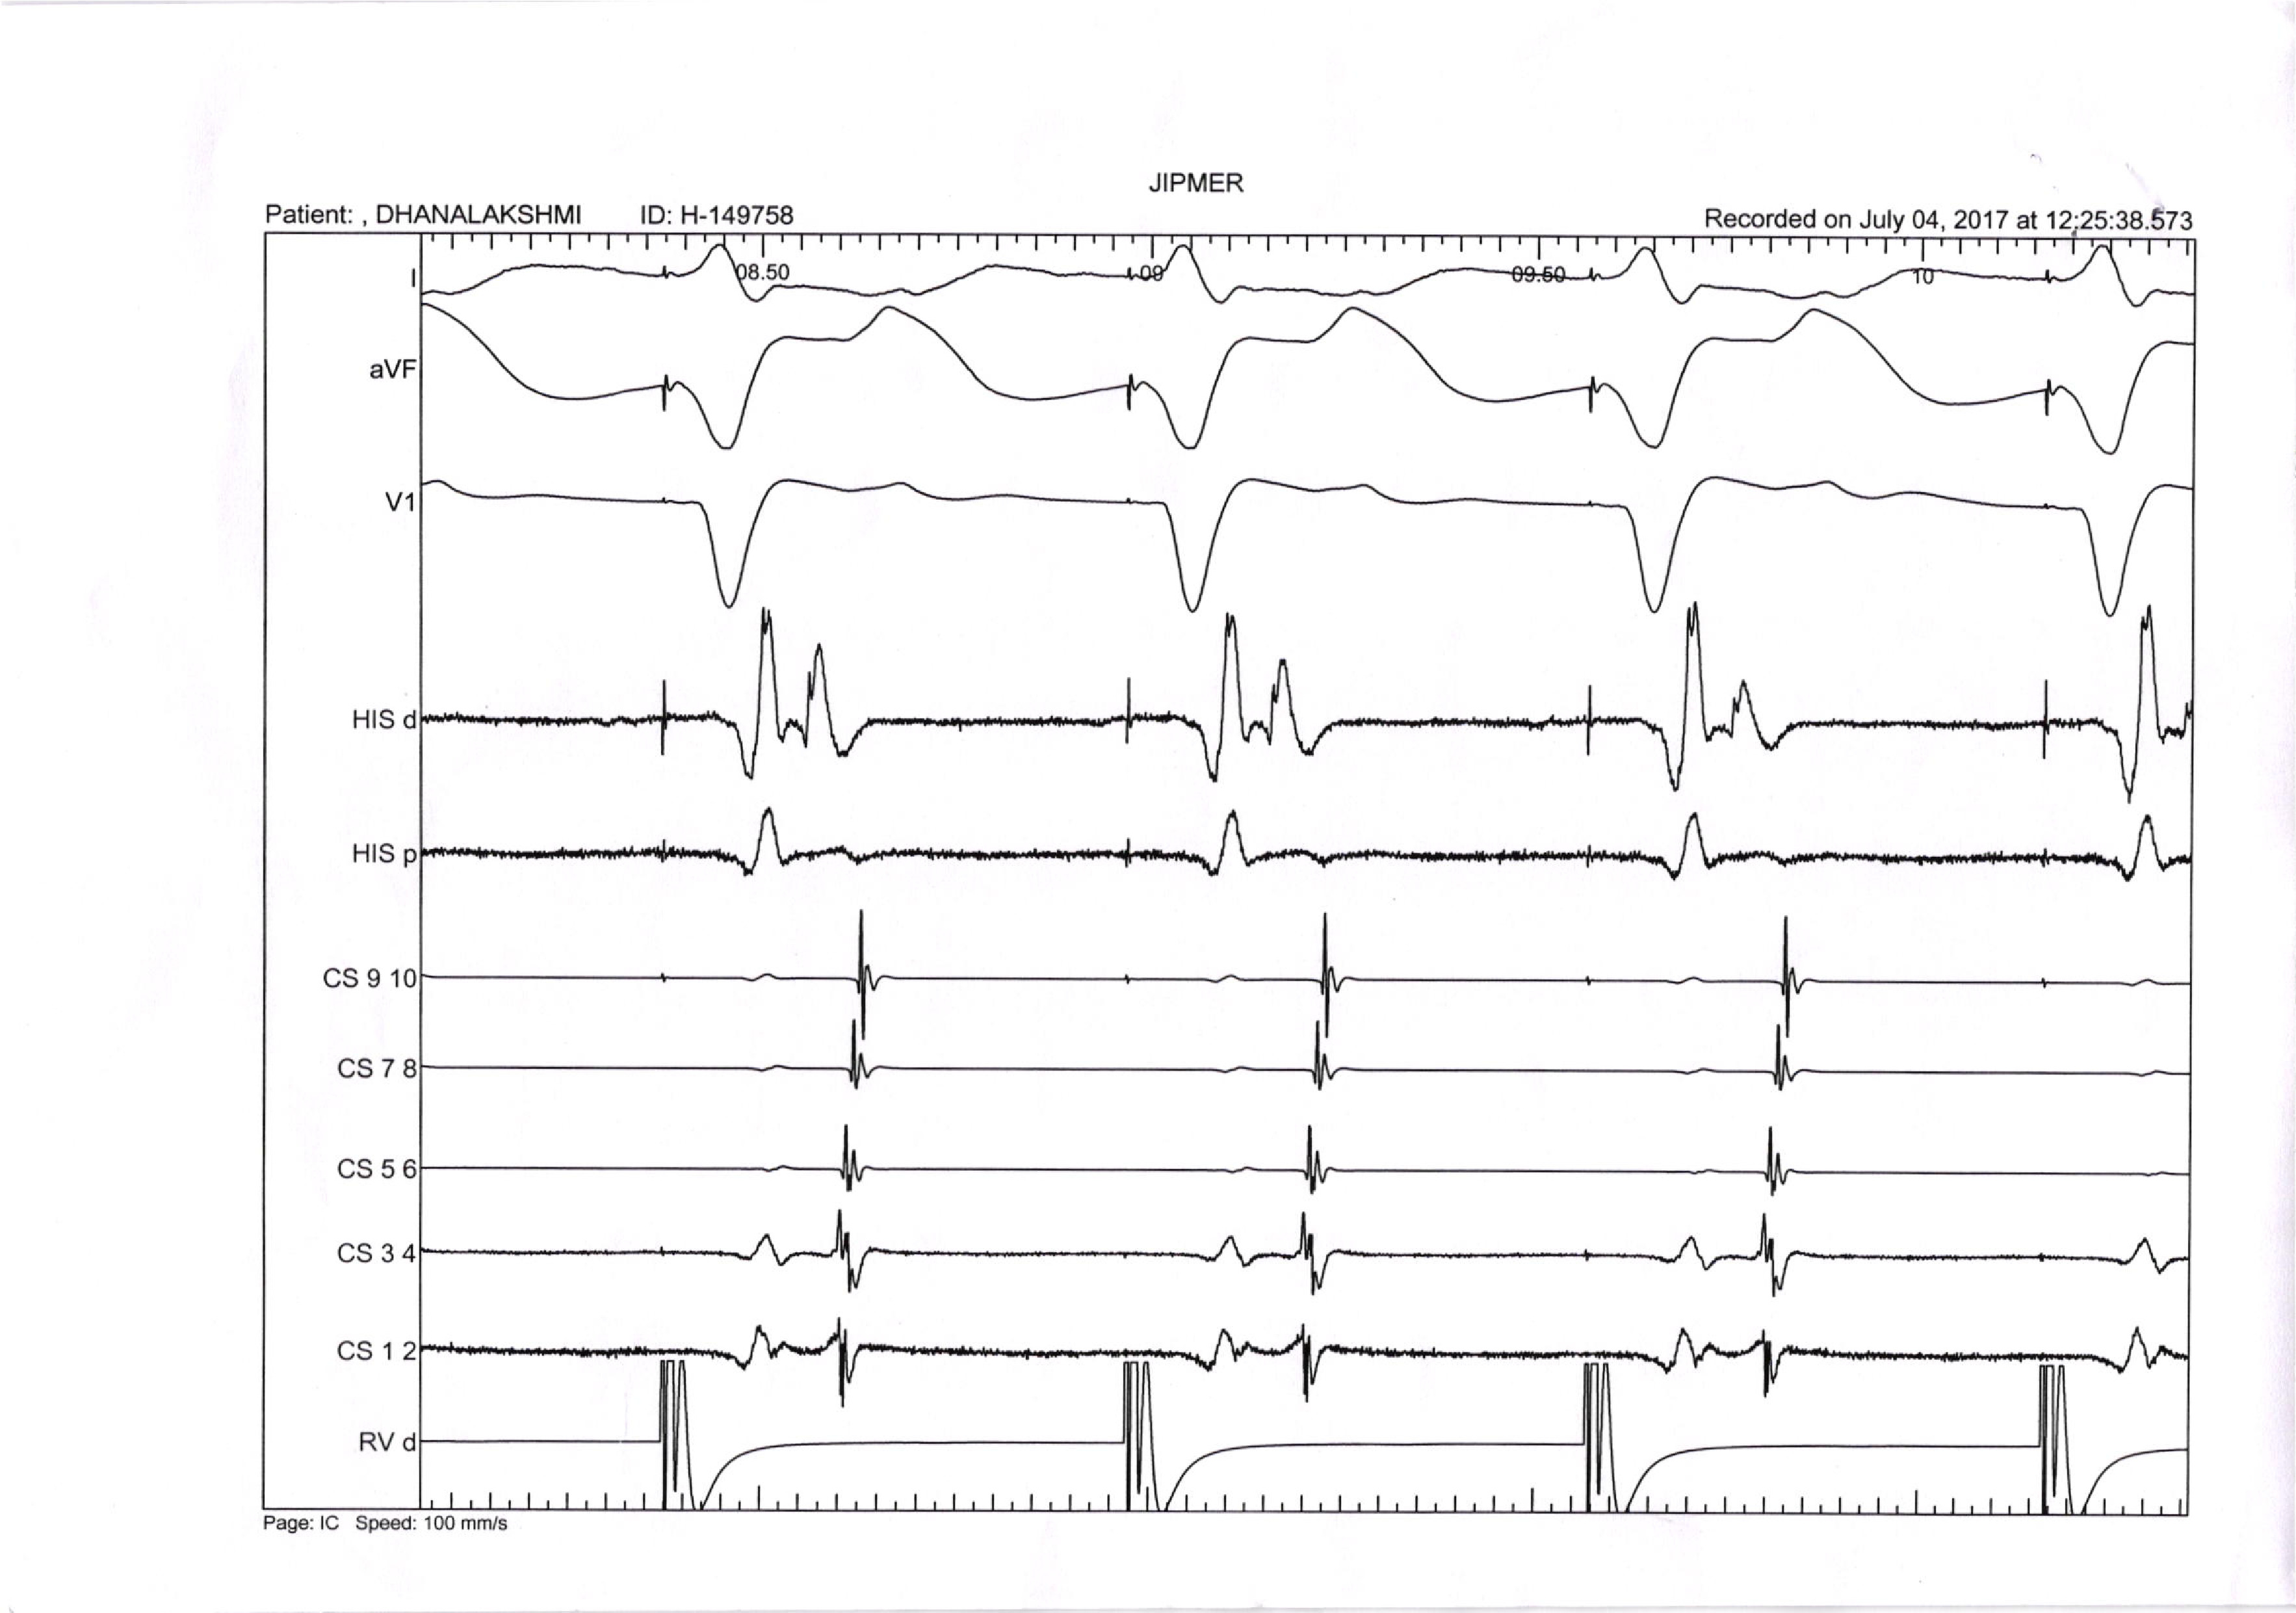 JIPMER
Patient: , DHANALAKSHMI ID: H-149758
Recorded on July 04, 2017 at 12:25:38.573
I
08.50
09
09.50
10
aVF
V1
HIS d
HIS p
CS 9 10
CS 7 8
CS 5 6
CS 3 4
CS 1 2
RV d
Page: IC Speed: 100 mm/s